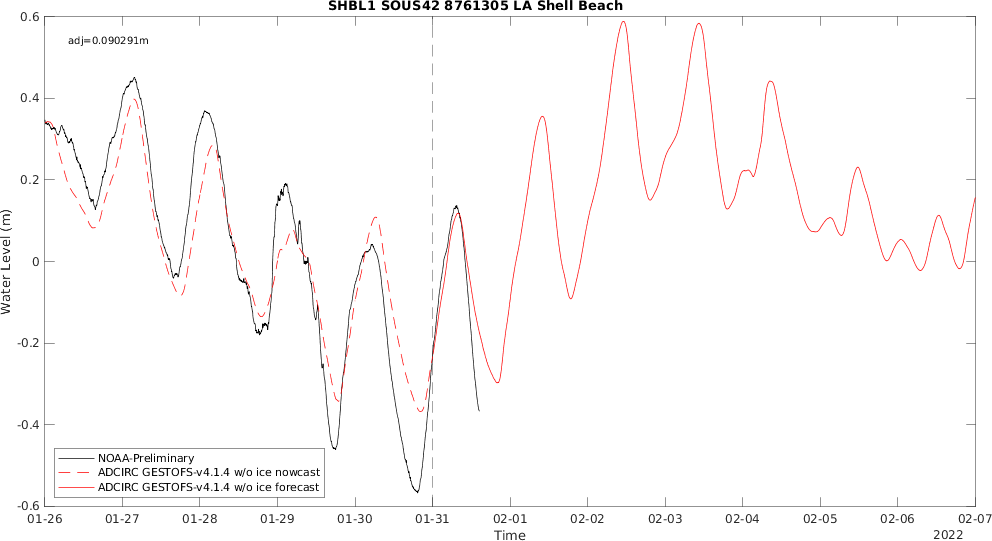 SHBL1 SOUS42 8761305 LA Shell Beach
adj=0.090291m
0.6
0.4
0.2
0
-0.2
-0.4
-0.6
Water Level (m)
NOAA-Preliminary
ADCIRC GESTOFS-v4.1.4 w/o ice nowcast
ADCIRC GESTOFS-v4.1.4 w/o ice forecast
01-26 01-27 01-28 01-29 01-30 01-31 02-01 02-02 02-03 02-04 02-05 02-06 02-07
Time
2022